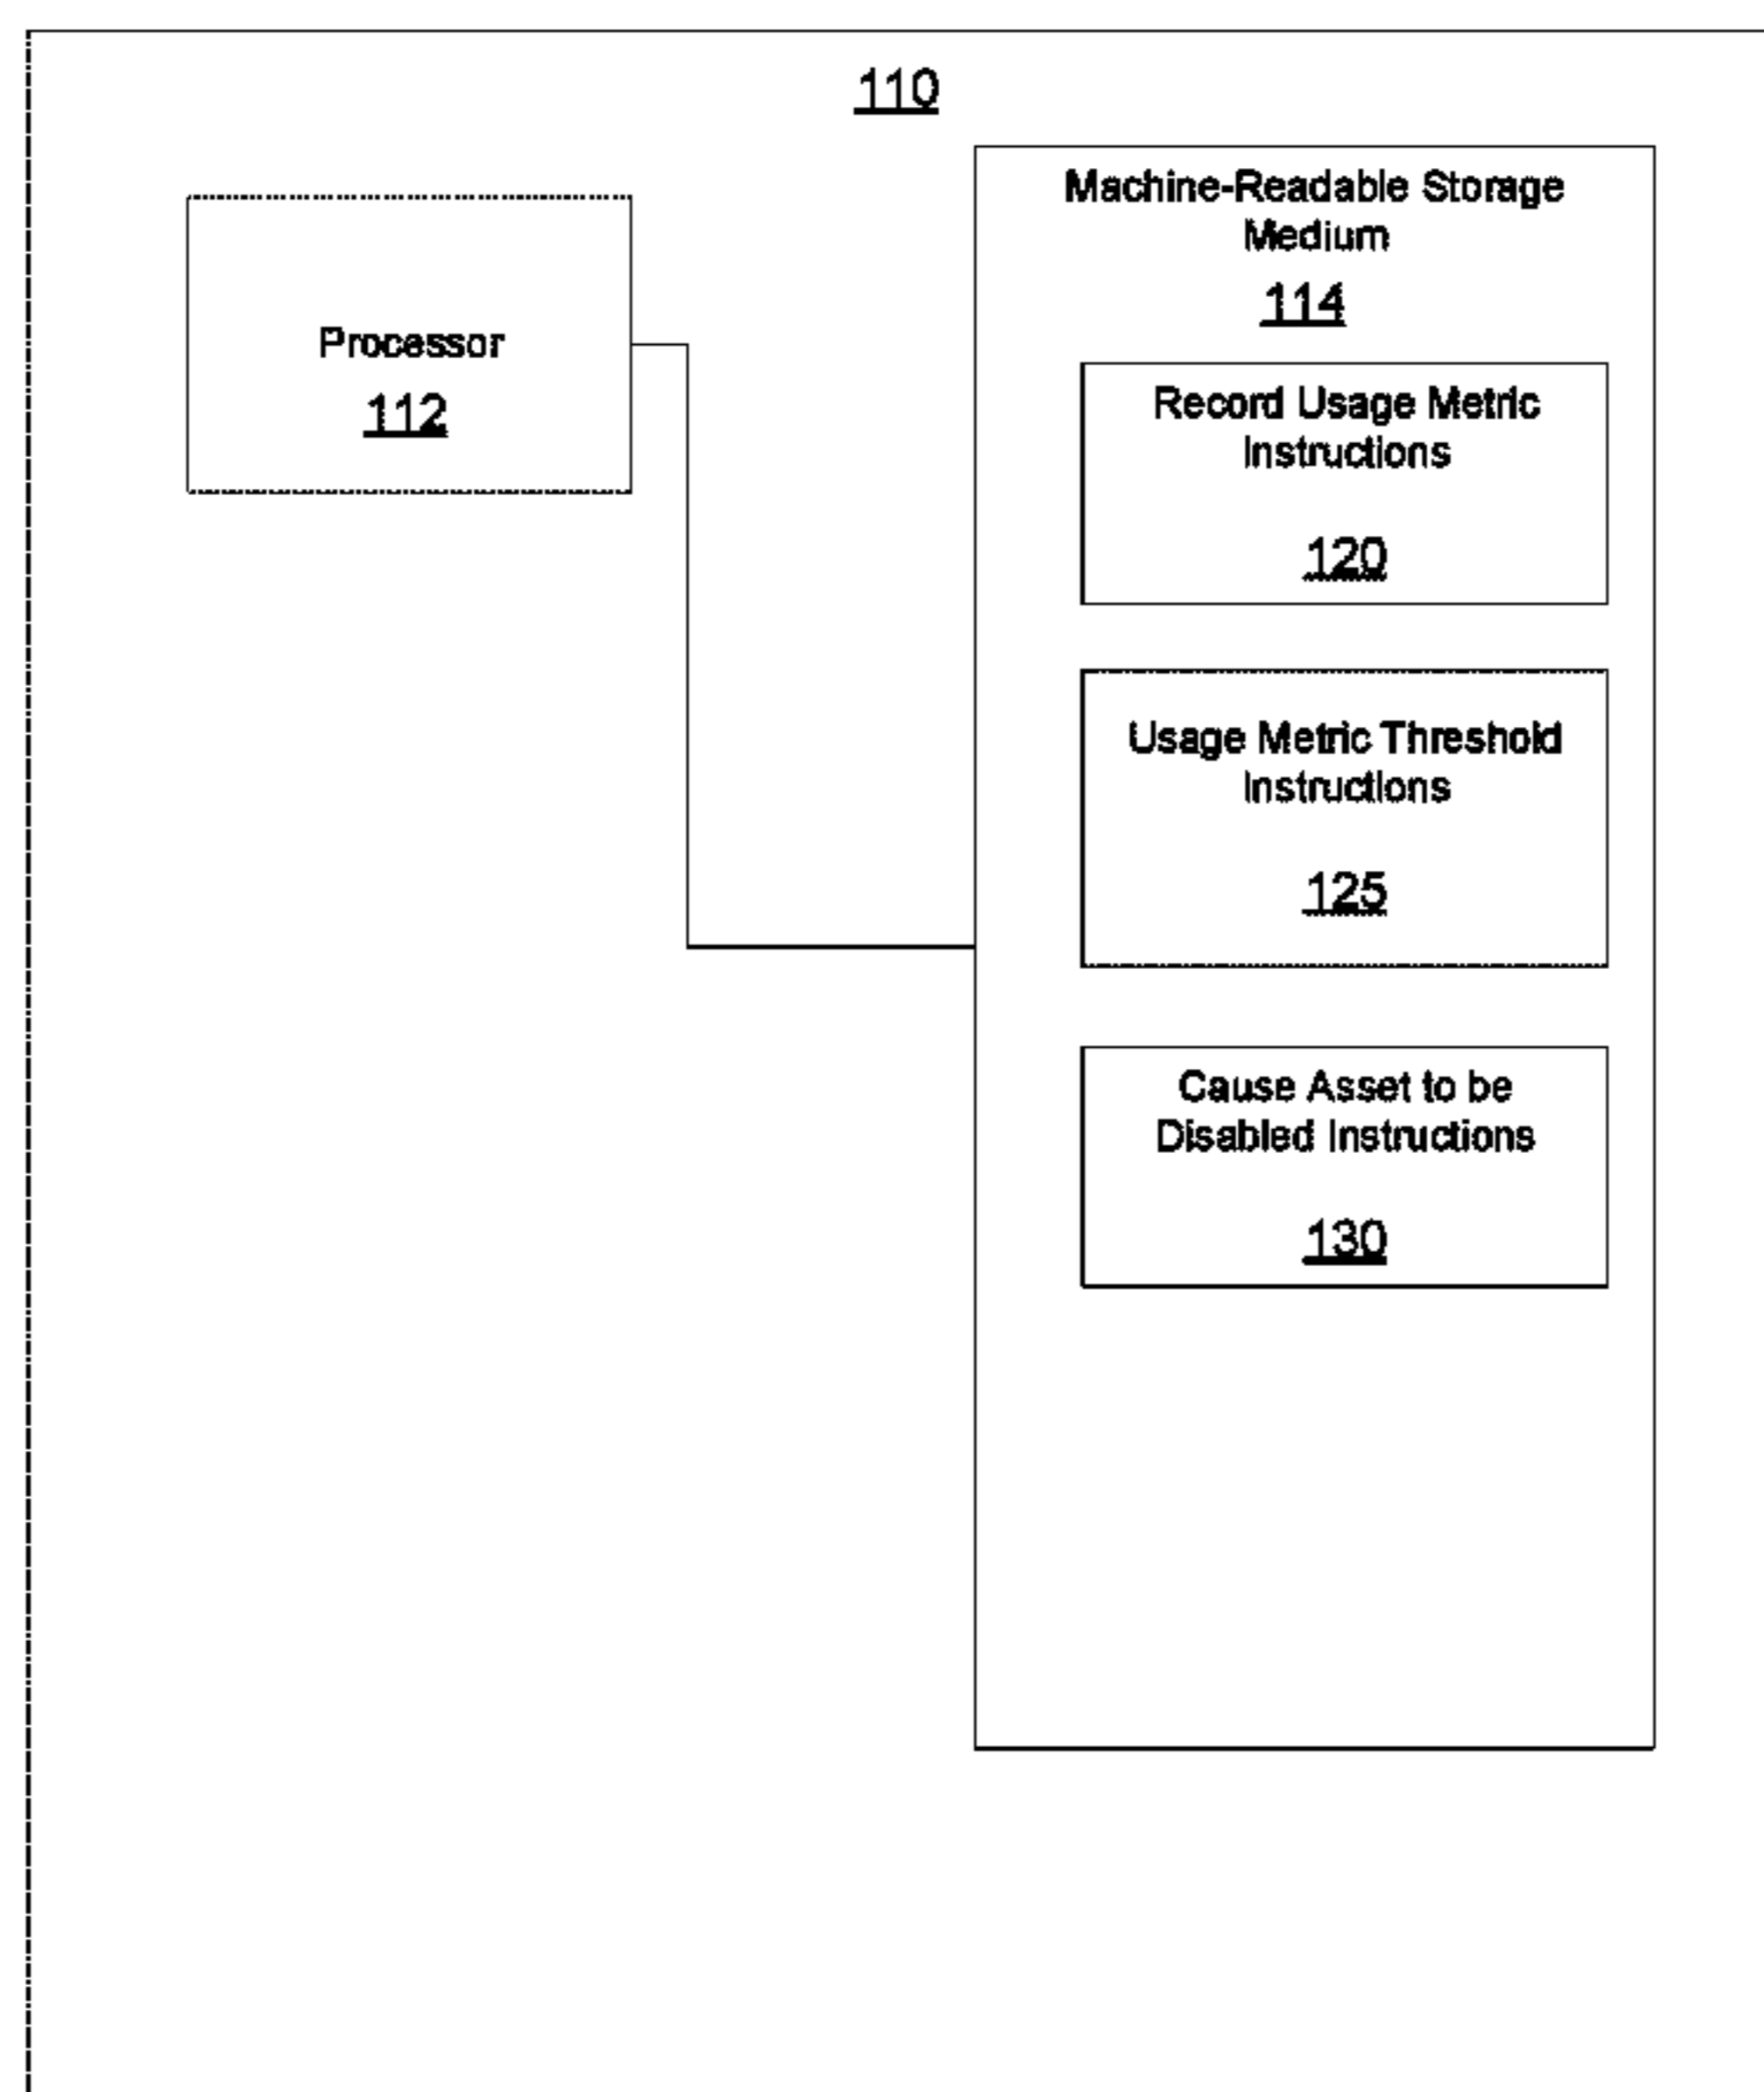 110
Processor
112
Machine-Readable Storage
Medium
114
Record Usage Metric
Instructions
120
Usage Metric Threshold
Instructions
125
Cause Asset to be
Disabled Instructions
130